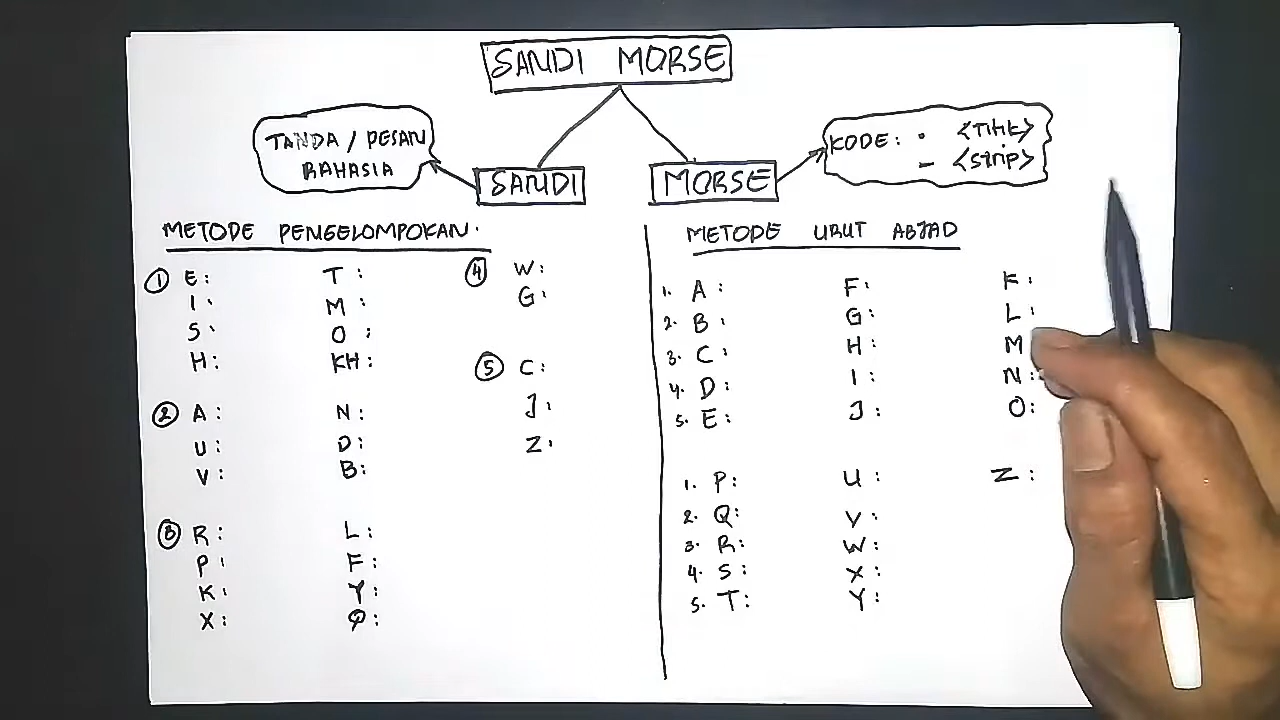 SANDI MORSE
TANDA / PESAN
RAHASIA
SANDI
MORSE
KODE: • <Titik>
– <Strip>
METODE PENGELOMPOKAN.
① E: T:
I: M:
S: O:
H: KH:
② A: N:
U: D:
V: B:
③ R: L:
P: F:
K: Y:
X: Q:
④ W:
G:
⑤ C:
J:
Z:
METODE URUT ABJAD
1. A: F: K:
2. B: G: L:
3. C: H: M
4. D: I: N:
5. E: J: O:
1. P: U: Z:
2. Q: V:
3. R: W:
4. S: X:
5. T: Y: